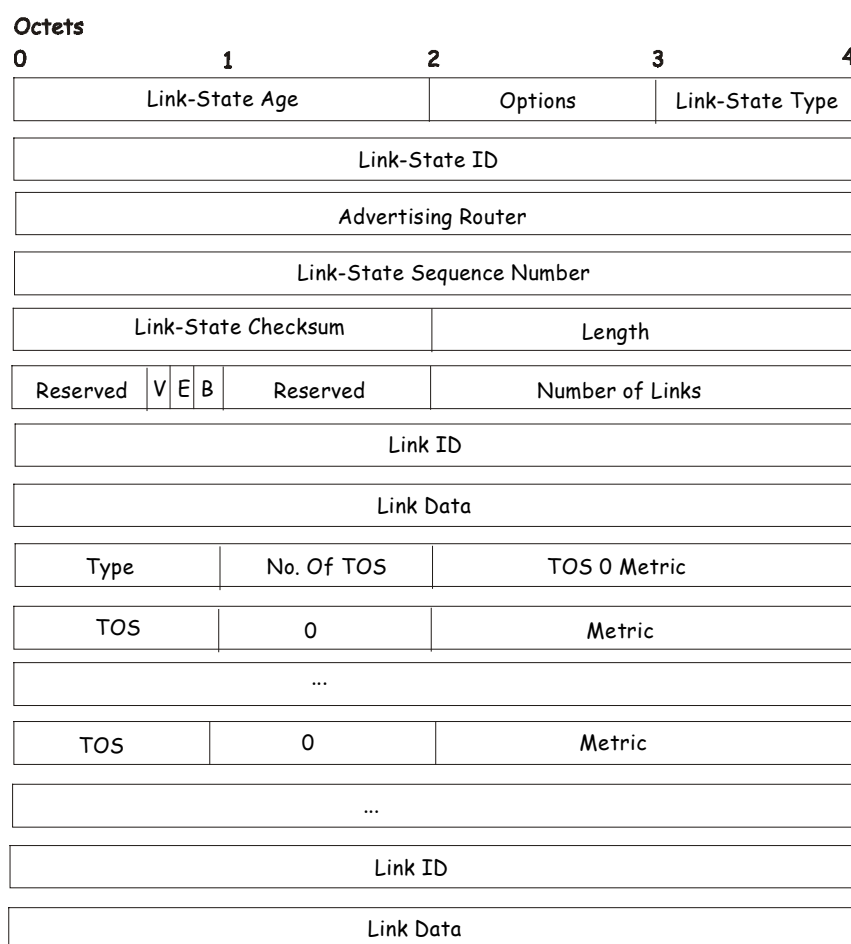 Octets
0 1 2 3 4
Link-State Age Options Link-State Type
Link-State ID
Advertising Router
Link-State Sequence Number
Link-State Checksum Length
Reserved V E B Reserved Number of Links
Link ID
Link Data
Type No. Of TOS TOS 0 Metric
TOS 0 Metric
...
TOS 0 Metric
...
Link ID
Link Data